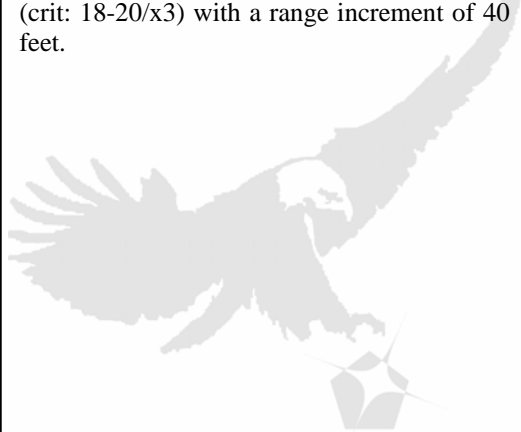 (crit: 18-20/x3) with a range increment of 40
feet.